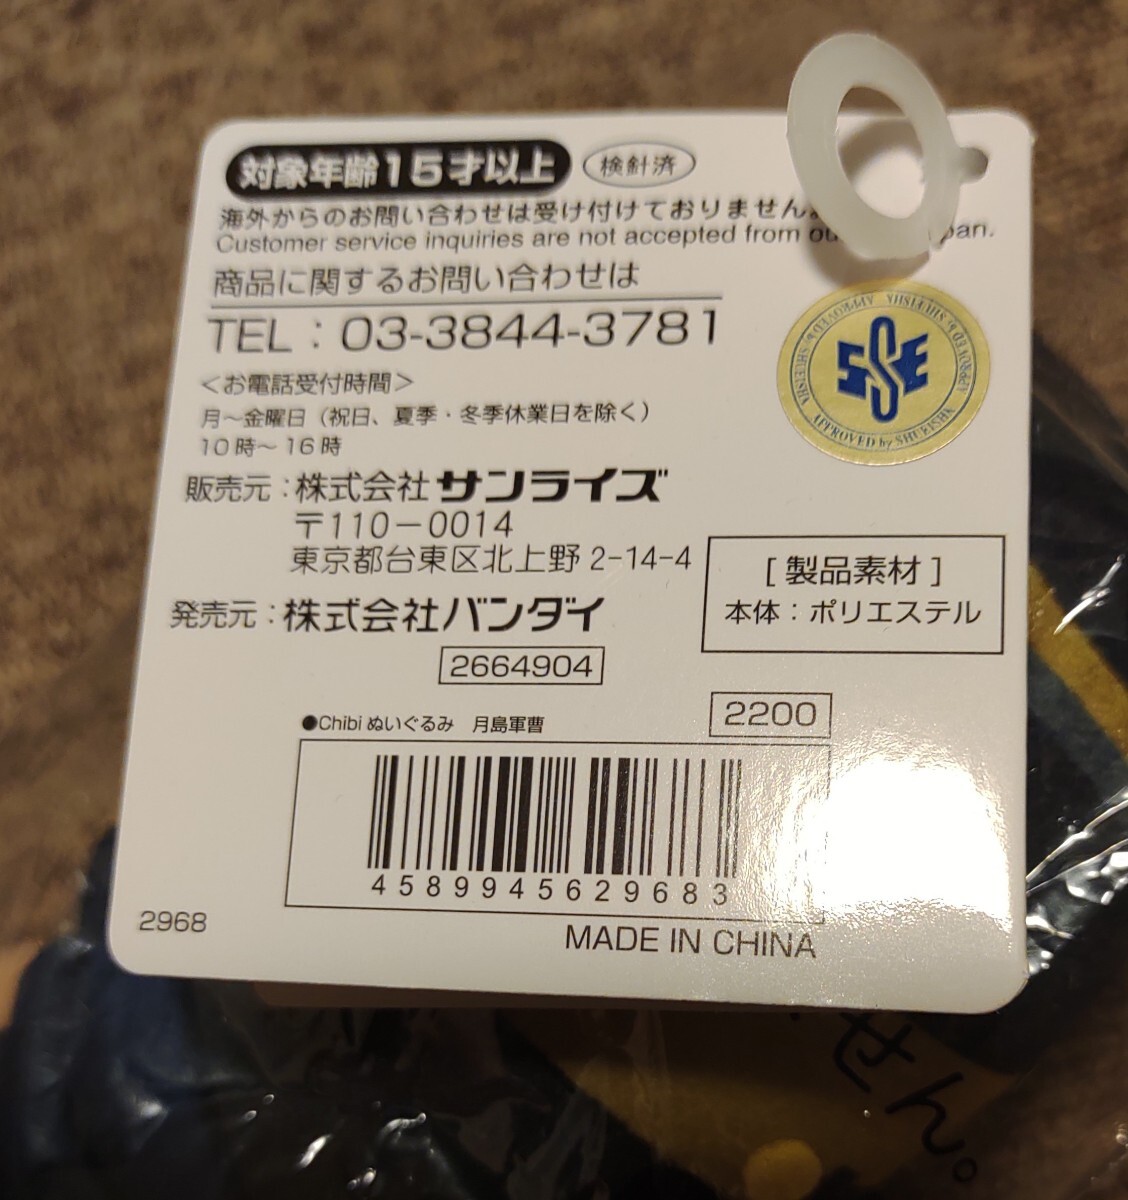 対象年齢15才以上 検針済
海外からのお問い合わせは受け付けておりません
Customer service inquiries are not accepted from
商品に関するお問い合わせは
TEL：03-3844-3781
＜お電話受付時間＞
月～金曜日（祝日、夏季・冬季休業日を除く）
10時～16時
販売元：株式会社サンライズ
〒110－0014
東京都台東区北上野2-14-4
発売元：株式会社バンダイ
2664904
APPROVED by SHUEISHA APPROVED by SHUEISHA
SSE
[製品素材]
本体：ポリエステル
2200
●Chibiぬいぐるみ 月島軍曹
4589945629683
2968
MADE IN CHINA
せん。